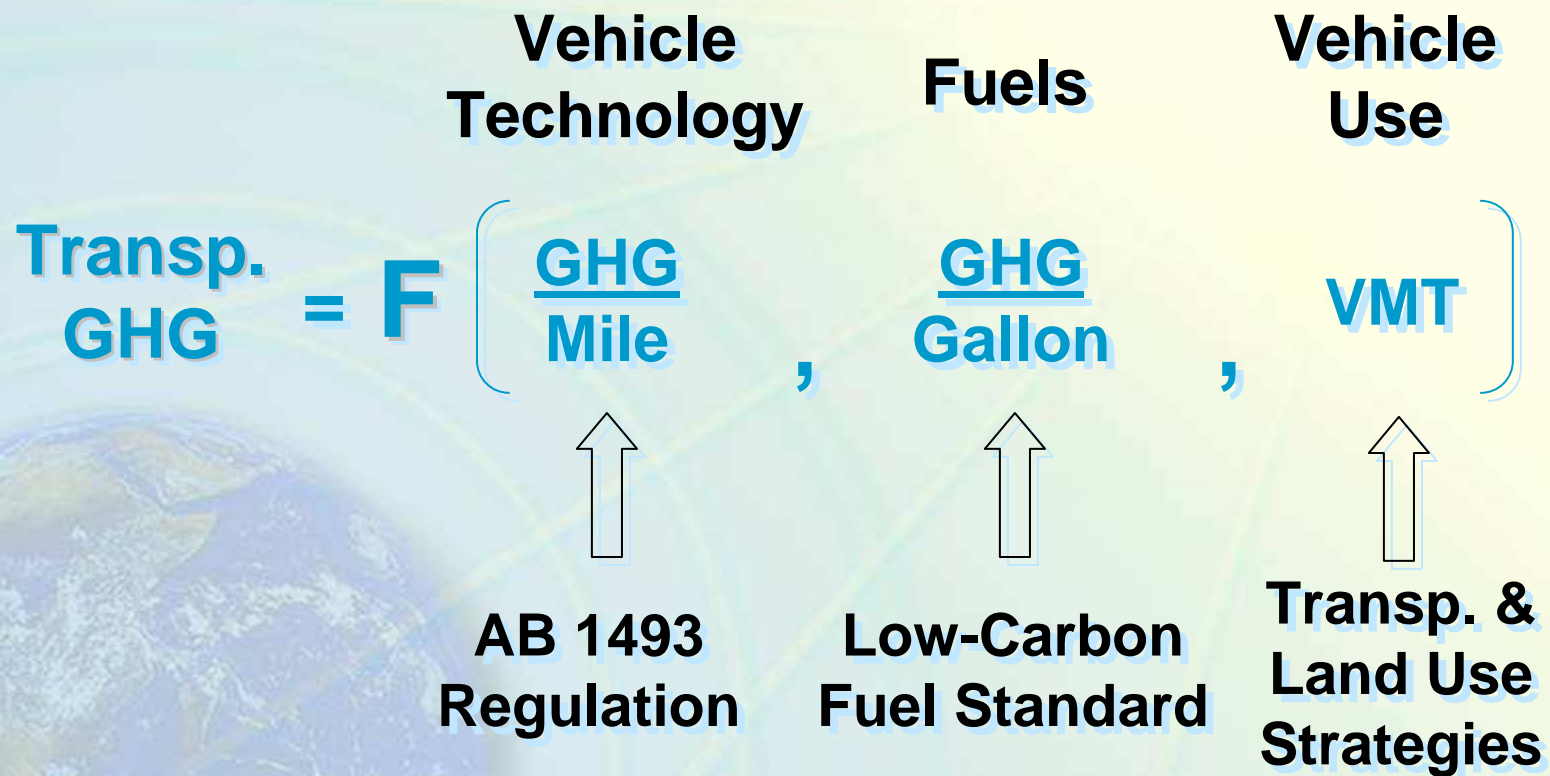 Vehicle
Technology
Fuels
Vehicle
Use
Transp.
GHG
= F
GHG
Mile
,
GHG
Gallon
,
VMT
AB 1493
Regulation
Low-Carbon
Fuel Standard
Transp. &
Land Use
Strategies